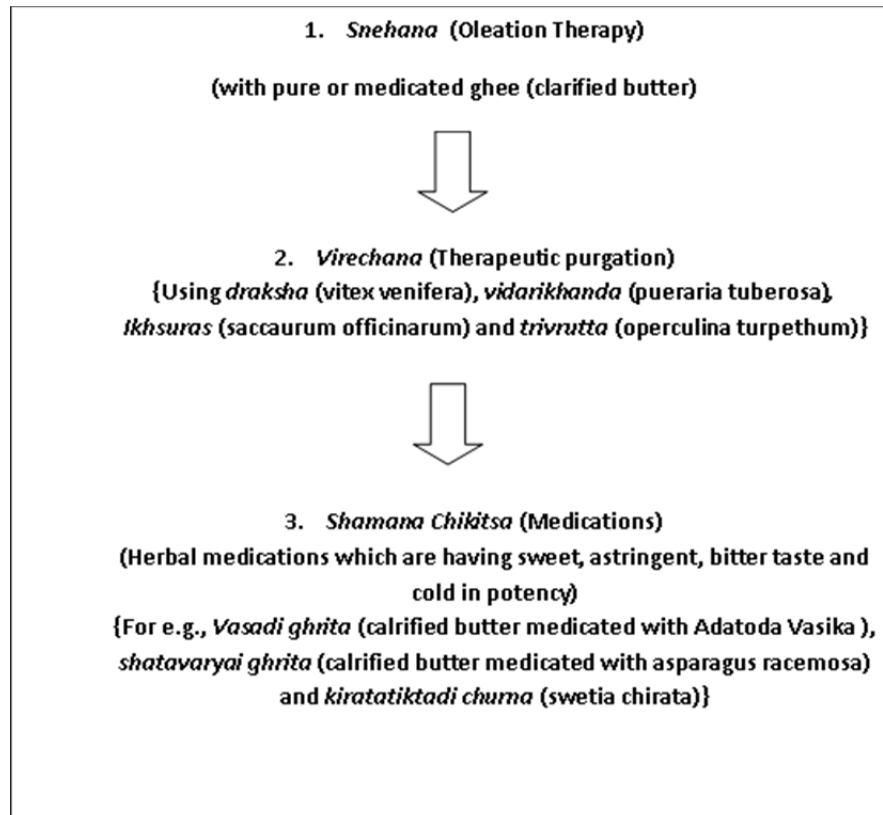 1. Snehana (Oleation Therapy)
(with pure or medicated ghee (clarified butter)
2. Virechana (Therapeutic purgation)
{Using draksha (vitex venifera), vidarikhanda (pueraria tuberosa),
Ikhsuras (saccaurum officinarum) and trivrutta (operculina turpethum)}
3. Shamana Chikitsa (Medications)
(Herbal medications which are having sweet, astringent, bitter taste and
cold in potency)
{For e.g., Vasadi ghrita (calrified butter medicated with Adatoda Vasika ),
shatavaryai ghrita (calrified butter medicated with asparagus racemosa)
and kiratatiktadi churna (swetia chirata)}